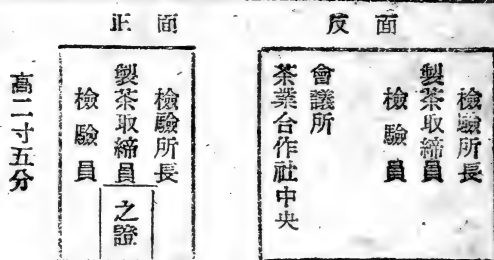 反面
檢驗所長
製茶取締員
檢驗員
會議所
茶業合作社中央
正面
檢驗所長
製茶取締員
檢驗員
之證
高二寸五分